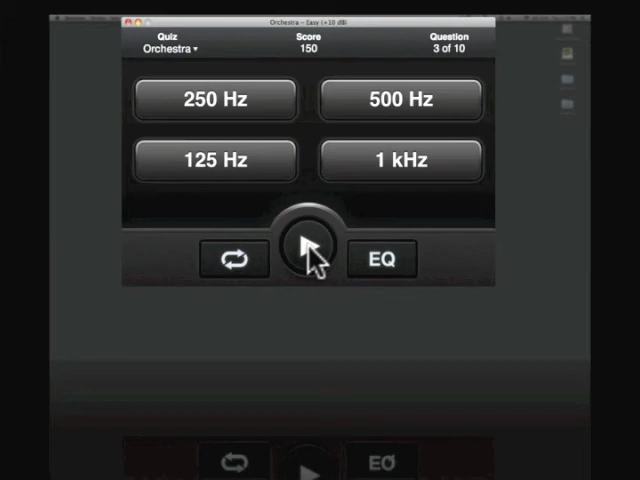 Orchestra – Easy (+10 dB)
Quiz
Score
Question
Orchestra
150
3 of 10
250 Hz
500 Hz
125 Hz
1 kHz
EQ
EQ